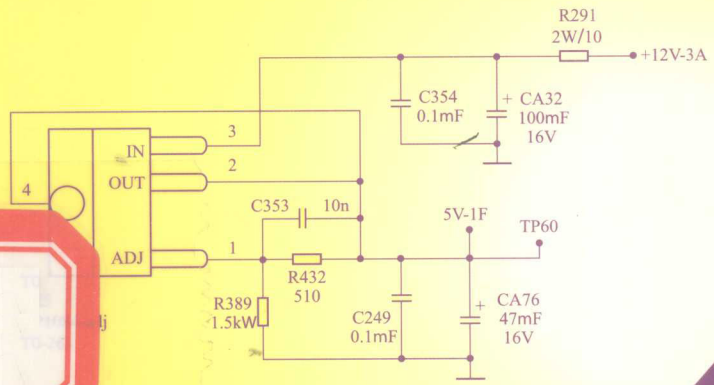 R291
2W/10
+12V-3A
C354
0.1mF
+ CA32
100mF
16V
3
IN
2
OUT
4
C353 10n
5V-1F
TP60
1
ADJ
R432
510
R389
1.5kW
C249
0.1mF
+ CA76
47mF
16V